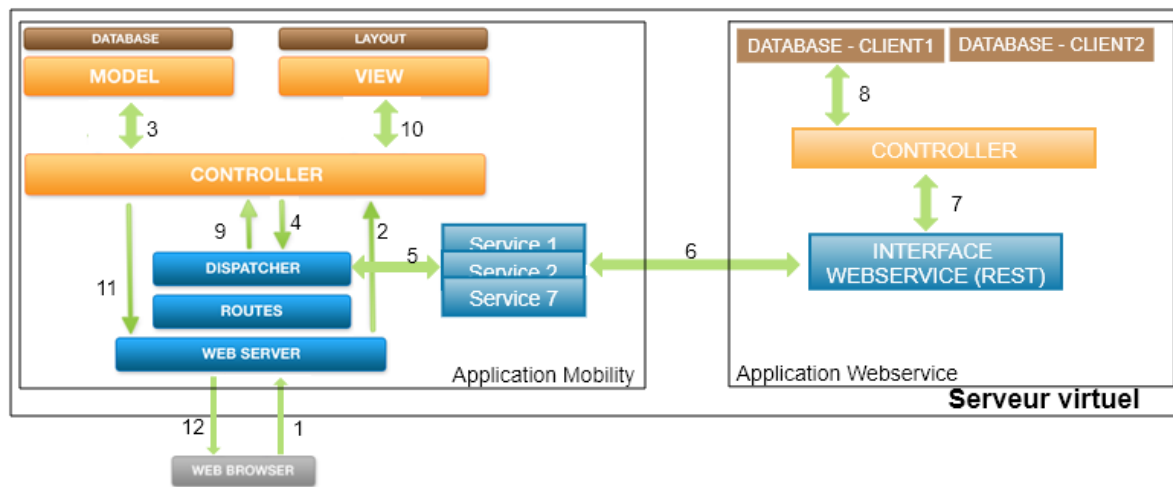 DATABASE
LAYOUT
MODEL
VIEW
3
10
CONTROLLER
9
4
2
11
DISPATCHER
ROUTES
WEB SERVER
5
Service 1
Service 2
Service 7
Application Mobility
6
DATABASE - CLIENT1
DATABASE - CLIENT2
8
CONTROLLER
7
INTERFACE
WEBSERVICE (REST)
Application Webservice
Serveur virtuel
12
1
WEB BROWSER